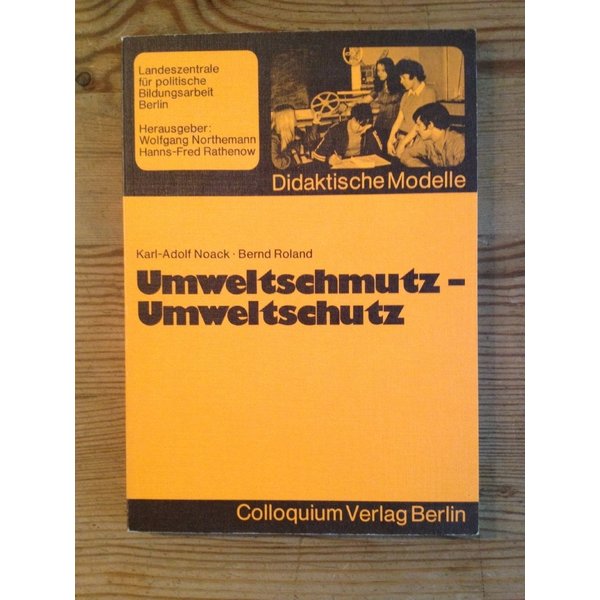 Landeszentrale
für politische
Bildungsarbeit
Berlin
Herausgeber:
Wolfgang Northemann
Hanns-Fred Rathenow
Didaktische Modelle
Karl-Adolf Noack · Bernd Roland
Umweltschmutz –
Umweltschutz
Colloquium Verlag Berlin